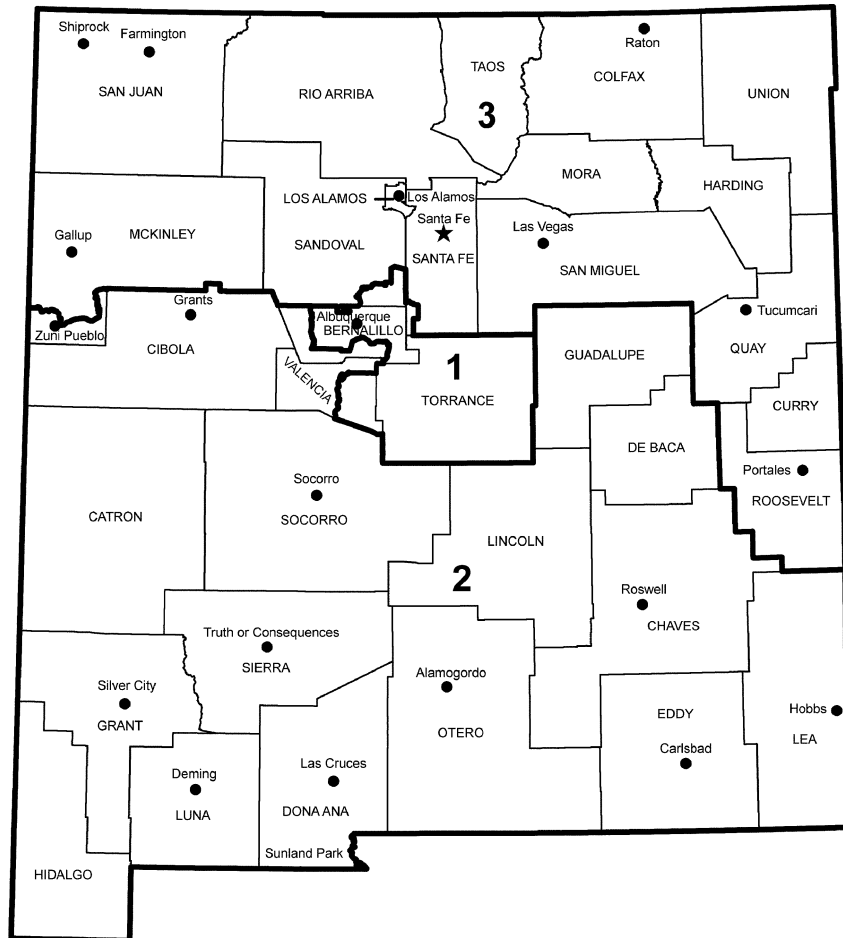 Shiprock
Farmington
Raton
SAN JUAN
RIO ARRIBA
TAOS
COLFAX
UNION
3
MORA
HARDING
LOS ALAMOS
Los Alamos
Santa Fe
SANTA FE
SANDOVAL
Las Vegas
SAN MIGUEL
Gallup
MCKINLEY
Grants
Zuni Pueblo
CIBOLA
Albuquerque
BERNALILLO
VALENCIA
1
TORRANCE
GUADALUPE
Tucumcari
QUAY
CURRY
DE BACA
Portales
ROOSEVELT
CATRON
Socorro
SOCORRO
LINCOLN
2
Roswell
CHAVES
Truth or Consequences
SIERRA
Silver City
GRANT
Alamogordo
OTERO
EDDY
Carlsbad
Hobbs
LEA
Deming
LUNA
Las Cruces
DONA ANA
Sunland Park
HIDALGO